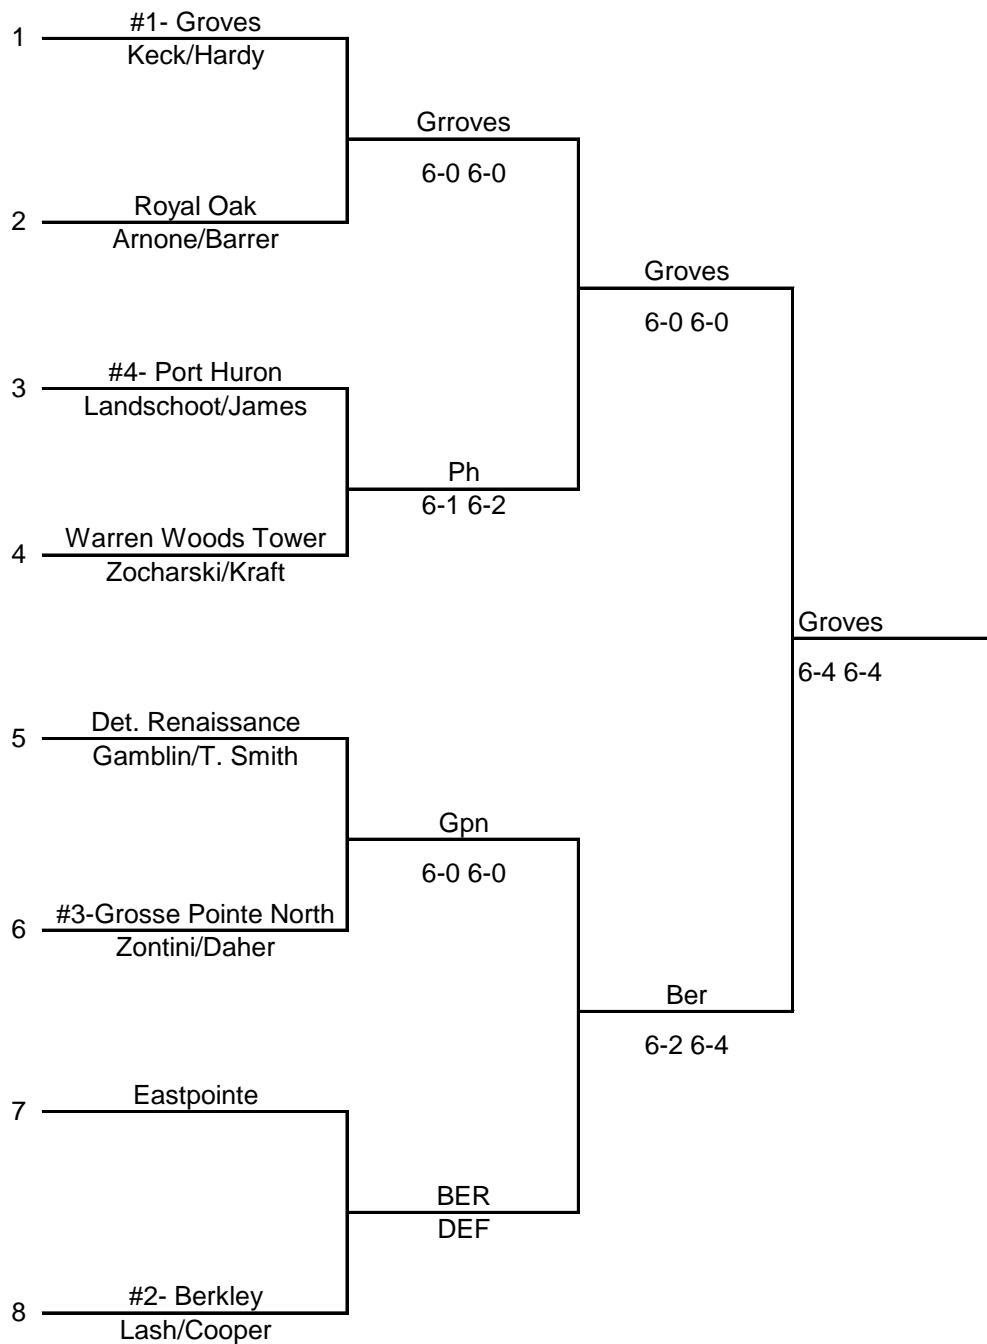 #1- Groves
1
Keck/Hardy
Grroves
6-0 6-0
Royal Oak
2
Arnone/Barrer
Groves
6-0 6-0
#4- Port Huron
3
Landschoot/James
Ph
6-1 6-2
Warren Woods Tower
4
Zocharski/Kraft
Groves
6-4 6-4
Det. Renaissance
5
Gamblin/T. Smith
Gpn
6-0 6-0
#3-Grosse Pointe North
6
Zontini/Daher
Ber
6-2 6-4
Eastpointe
7
BER
DEF
#2- Berkley
8
Lash/Cooper